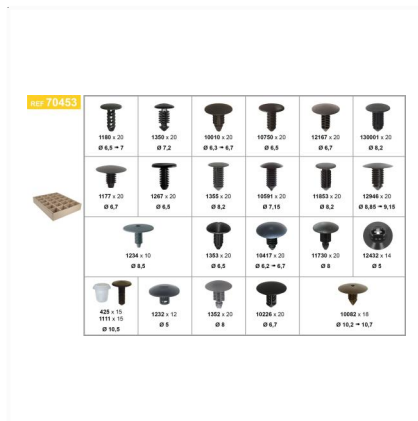 REF 70453
1180 x 20
Ø 6,5 → 7
1350 x 20
Ø 7,2
10010 x 20
Ø 6,3 → 6,7
10750 x 20
Ø 6,5
12167 x 20
Ø 6,7
130001 x 20
Ø 8,2
1177 x 20
Ø 6,7
1267 x 20
Ø 6,5
1355 x 20
Ø 8,2
10591 x 20
Ø 7,15
11853 x 20
Ø 8,2
12946 x 20
Ø 8,85 → 9,15
1234 x 10
Ø 8,5
1353 x 20
Ø 6,5
10417 x 20
Ø 6,2 → 6,7
11730 x 20
Ø 8
12432 x 14
Ø 5
425 x 15
1111 x 15
Ø 10,5
1232 x 12
Ø 5
1352 x 20
Ø 8
10226 x 20
Ø 6,7
10082 x 18
Ø 10,2 → 10,7